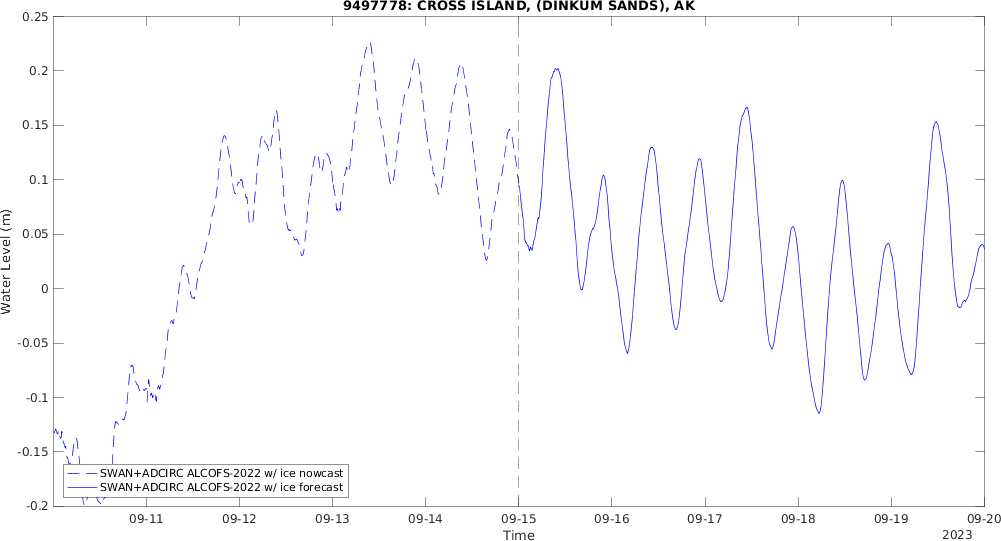 9497778: CROSS ISLAND, (DINKUM SANDS), AK
0.25
0.2
0.15
0.1
0.05
0
-0.05
-0.1
-0.15
-0.2
Water Level (m)
SWAN+ADCIRC ALCOFS-2022 w/ ice nowcast
SWAN+ADCIRC ALCOFS-2022 w/ ice forecast
09-11 09-12 09-13 09-14 09-15 09-16 09-17 09-18 09-19 09-20
Time
2023